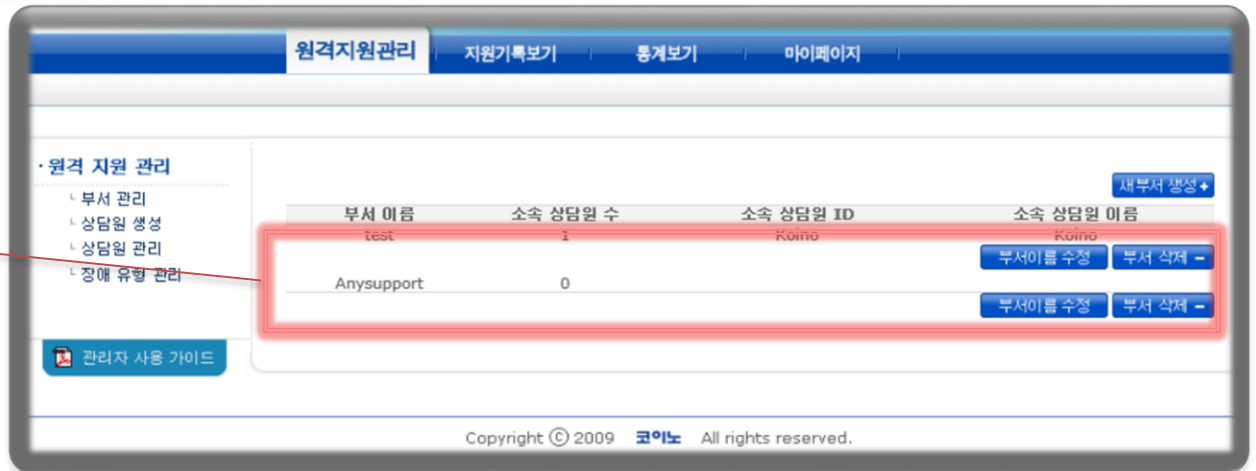 원격지원관리 지원기록보기 통계보기 마이페이지
· 원격 지원 관리
부서 관리
상담원 생성
상담원 관리
장애 유형 관리
관리자 사용 가이드
새부서 생성 +
부서 이름 소속 상담원 수 소속 상담원 ID 소속 상담원 이름
test 1 Koino Koino
부서이름 수정 부서 삭제 −
Anysupport 0
부서이름 수정 부서 삭제 −
Copyright ⓒ 2009 코이노 All rights reserved.